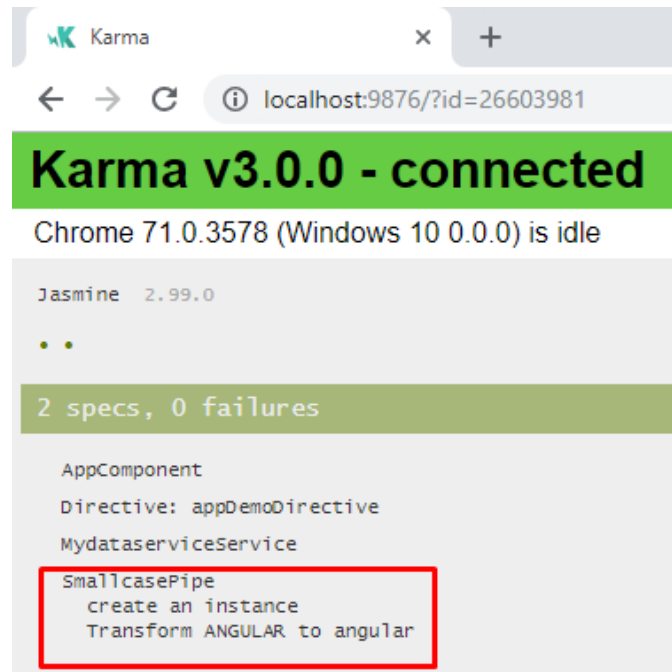 Karma
localhost:9876/?id=26603981
Karma v3.0.0 - connected
Chrome 71.0.3578 (Windows 10 0.0.0) is idle
Jasmine 2.99.0
2 specs, 0 failures
AppComponent
Directive: appDemoDirective
MydataserviceService
SmallcasePipe
create an instance
Transform ANGULAR to angular